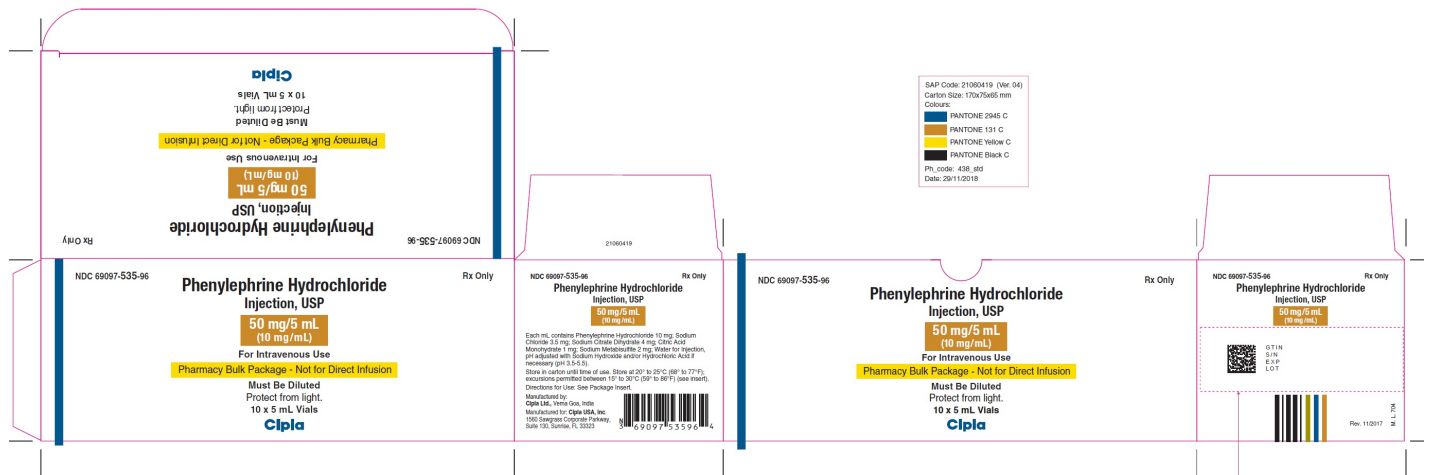 Cipla
10 x 5 mL Vials
Protect from light.
Must Be Diluted
Pharmacy Bulk Package - Not for Direct Infusion
For Intravenous Use
50 mg/5 mL
(10 mg/mL)
Phenylephrine Hydrochloride
Injection, USP
NDC 69097-535-96
Rx Only
SAP Code: 21060419 (Ver. 04)
Carton Size: 170x75x65 mm
Colours:
PANTONE 2945 C
PANTONE 131 C
PANTONE Yellow C
PANTONE Black C
Ph_code: 438_std
Date: 29/11/2018
21060419
NDC 69097-535-96
Rx Only
Phenylephrine Hydrochloride
Injection, USP
50 mg/5 mL
(10 mg/mL)
For Intravenous Use
Pharmacy Bulk Package - Not for Direct Infusion
Must Be Diluted
Protect from light.
10 x 5 mL Vials
Cipla
NDC 69097-535-96
Rx Only
Phenylephrine Hydrochloride
Injection, USP
50 mg/5 mL
(10 mg/mL)
Each mL contains Phenylephrine Hydrochloride 10 mg; Sodium
Chloride 3.5 mg; Sodium Citrate Dihydrate 4 mg; Citric Acid
Monohydrate 1 mg; Sodium Metabisulfite 2 mg; Water for Injection,
pH adjusted with Sodium Hydroxide and/or Hydrochloric Acid if
necessary (pH 3.5-5.5).
Store in carton until time of use. Store at 20° to 25°C (68° to 77°F);
excursions permitted between 15° to 30°C (59° to 86°F) (see insert).
Directions for Use: See Package Insert.
Manufactured by:
Cipla Ltd., Verna Goa, India
Manufactured for: Cipla USA, Inc.
1560 Sawgrass Corporate Parkway,
Suite 130, Sunrise, FL 33323
N
3 69097 53596 4
NDC 69097-535-96
Rx Only
Phenylephrine Hydrochloride
Injection, USP
50 mg/5 mL
(10 mg/mL)
For Intravenous Use
Pharmacy Bulk Package - Not for Direct Infusion
Must Be Diluted
Protect from light.
10 x 5 mL Vials
Cipla
NDC 69097-535-96
Rx Only
Phenylephrine Hydrochloride
Injection, USP
50 mg/5 mL
(10 mg/mL)
GTIN
S/N
EXP
LOT
Rev. 11/2017
M. L. 704